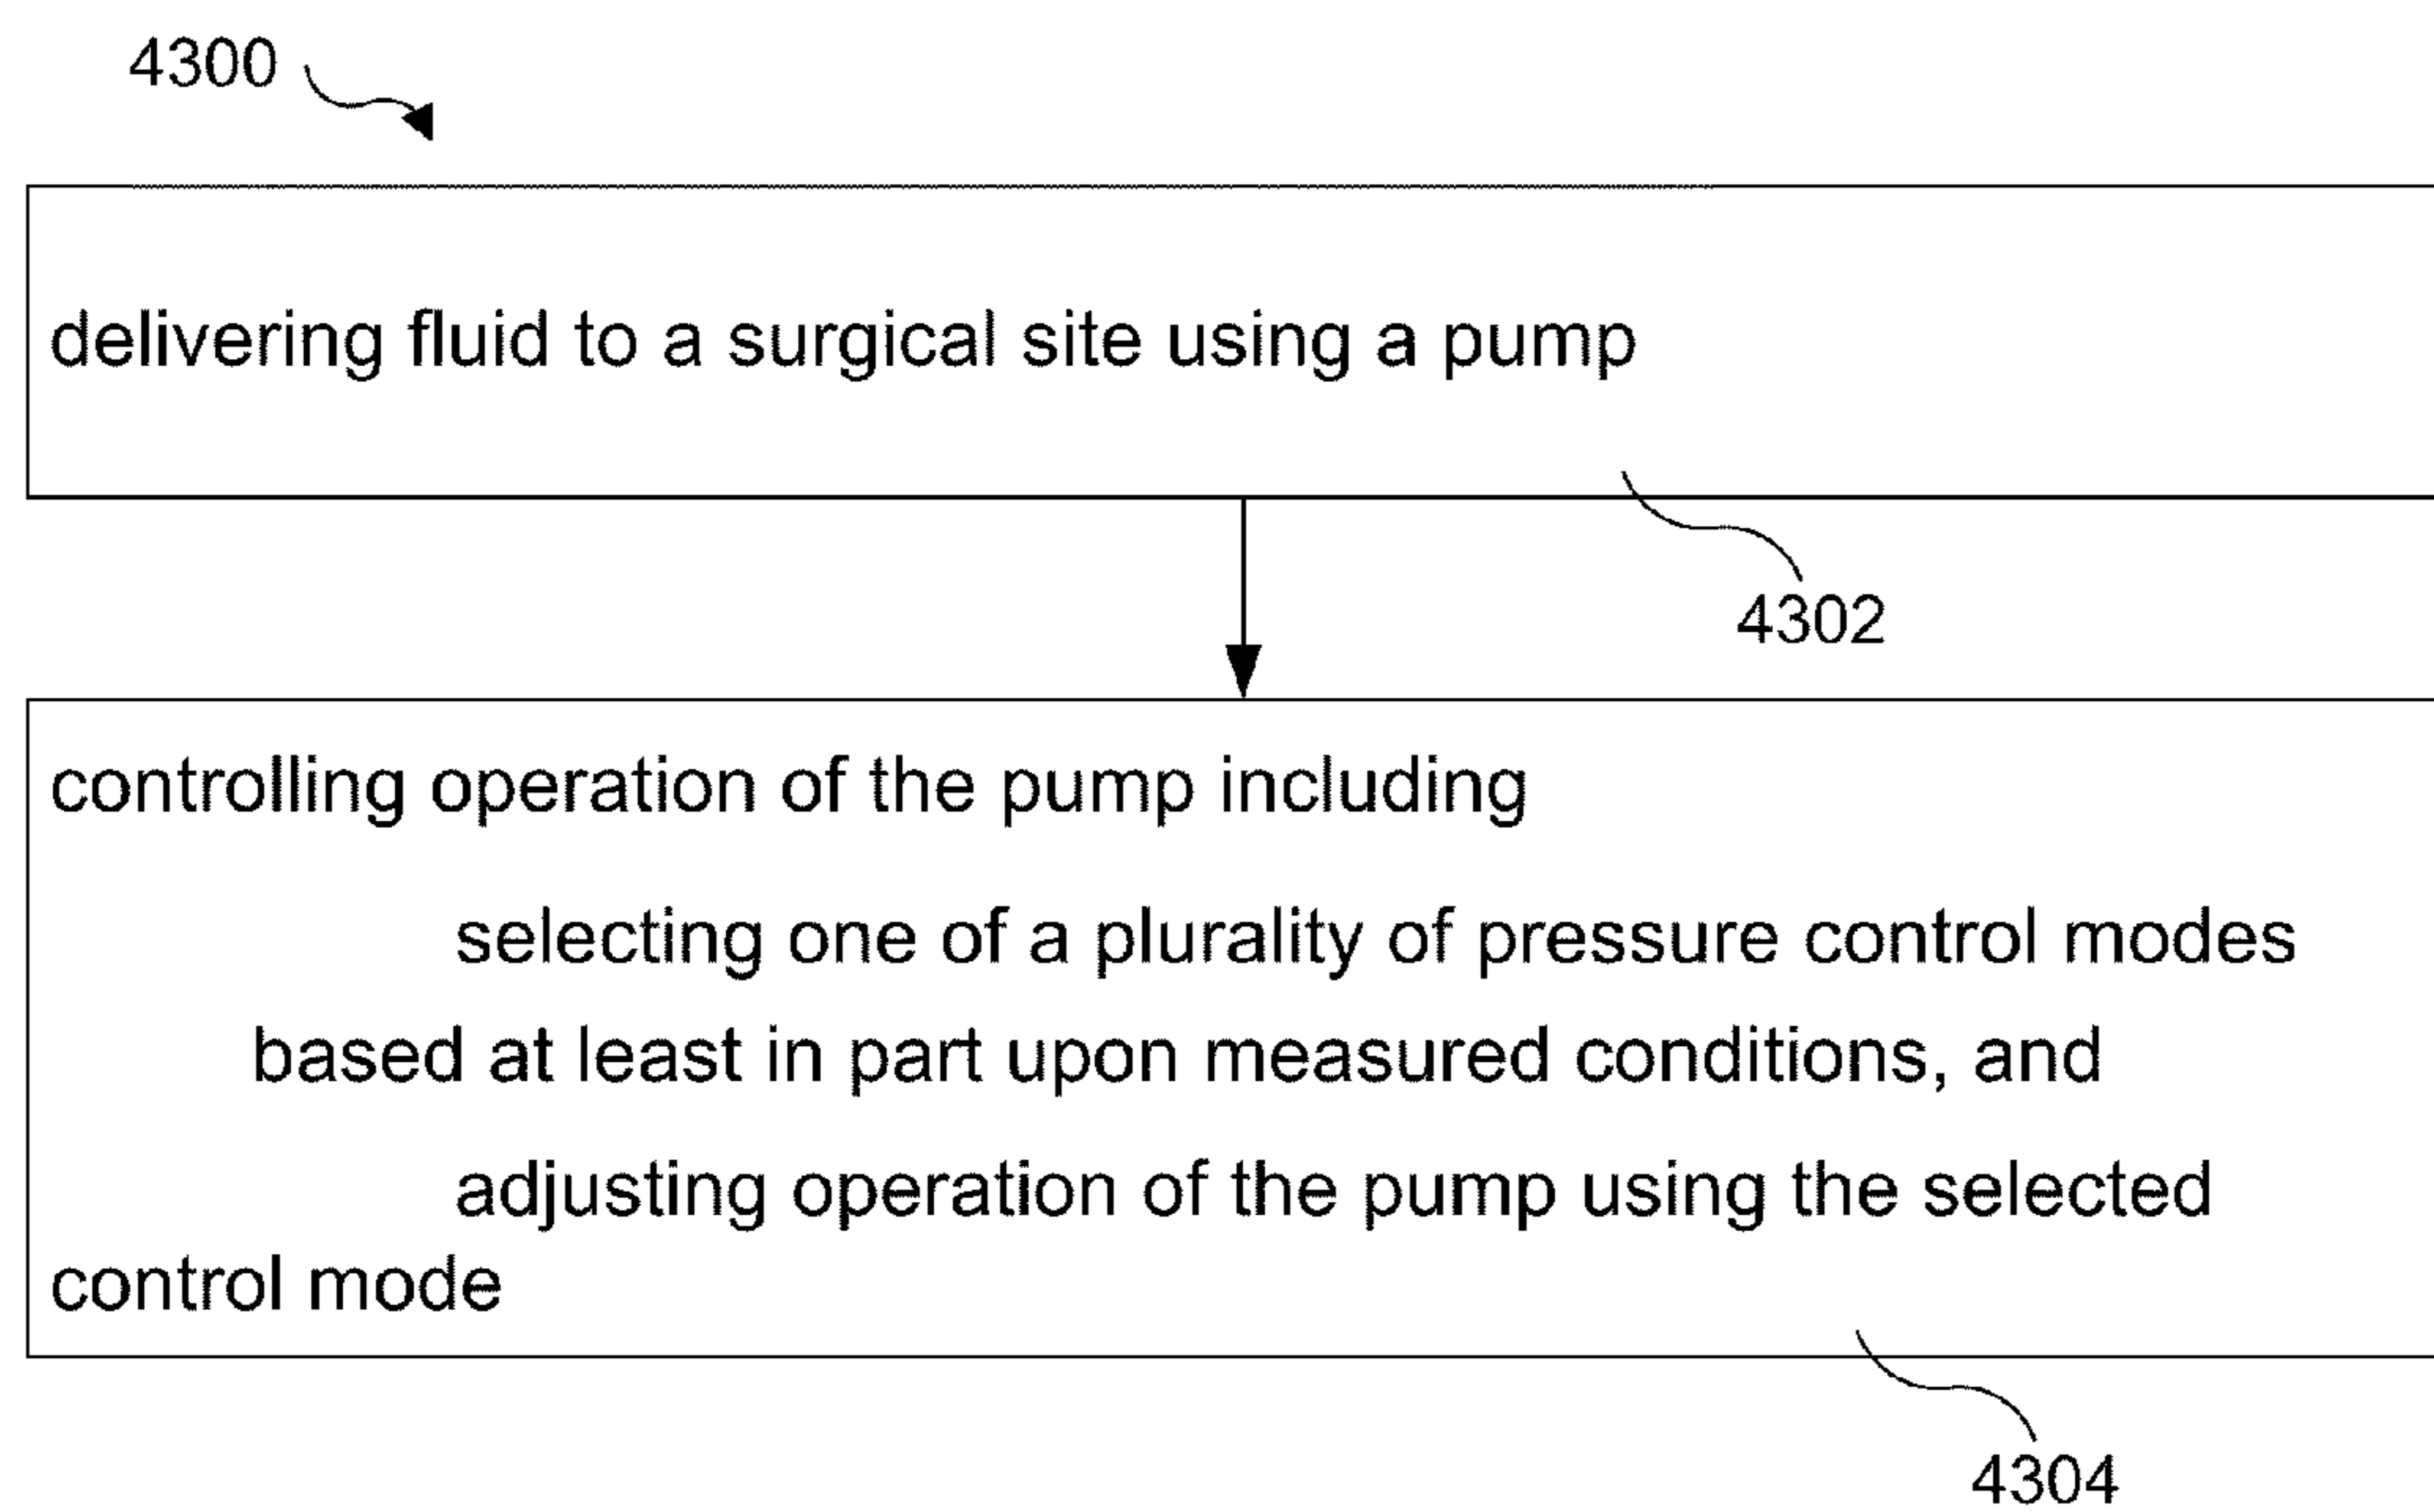 4300
delivering fluid to a surgical site using a pump
4302
controlling operation of the pump including
selecting one of a plurality of pressure control modes
based at least in part upon measured conditions, and
adjusting operation of the pump using the selected
control mode
4304